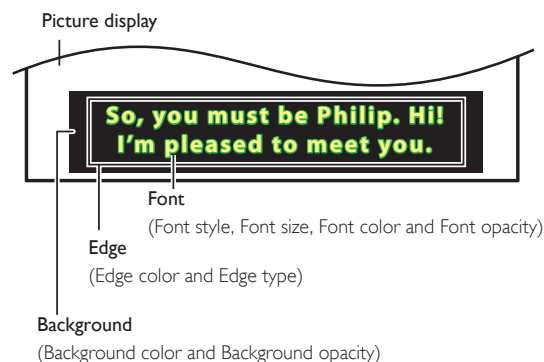 Picture display
So, you must be Philip. Hi!
I'm pleased to meet you.
Font
(Font style, Font size, Font color and Font opacity)
Edge
(Edge color and Edge type)
Background
(Background color and Background opacity)